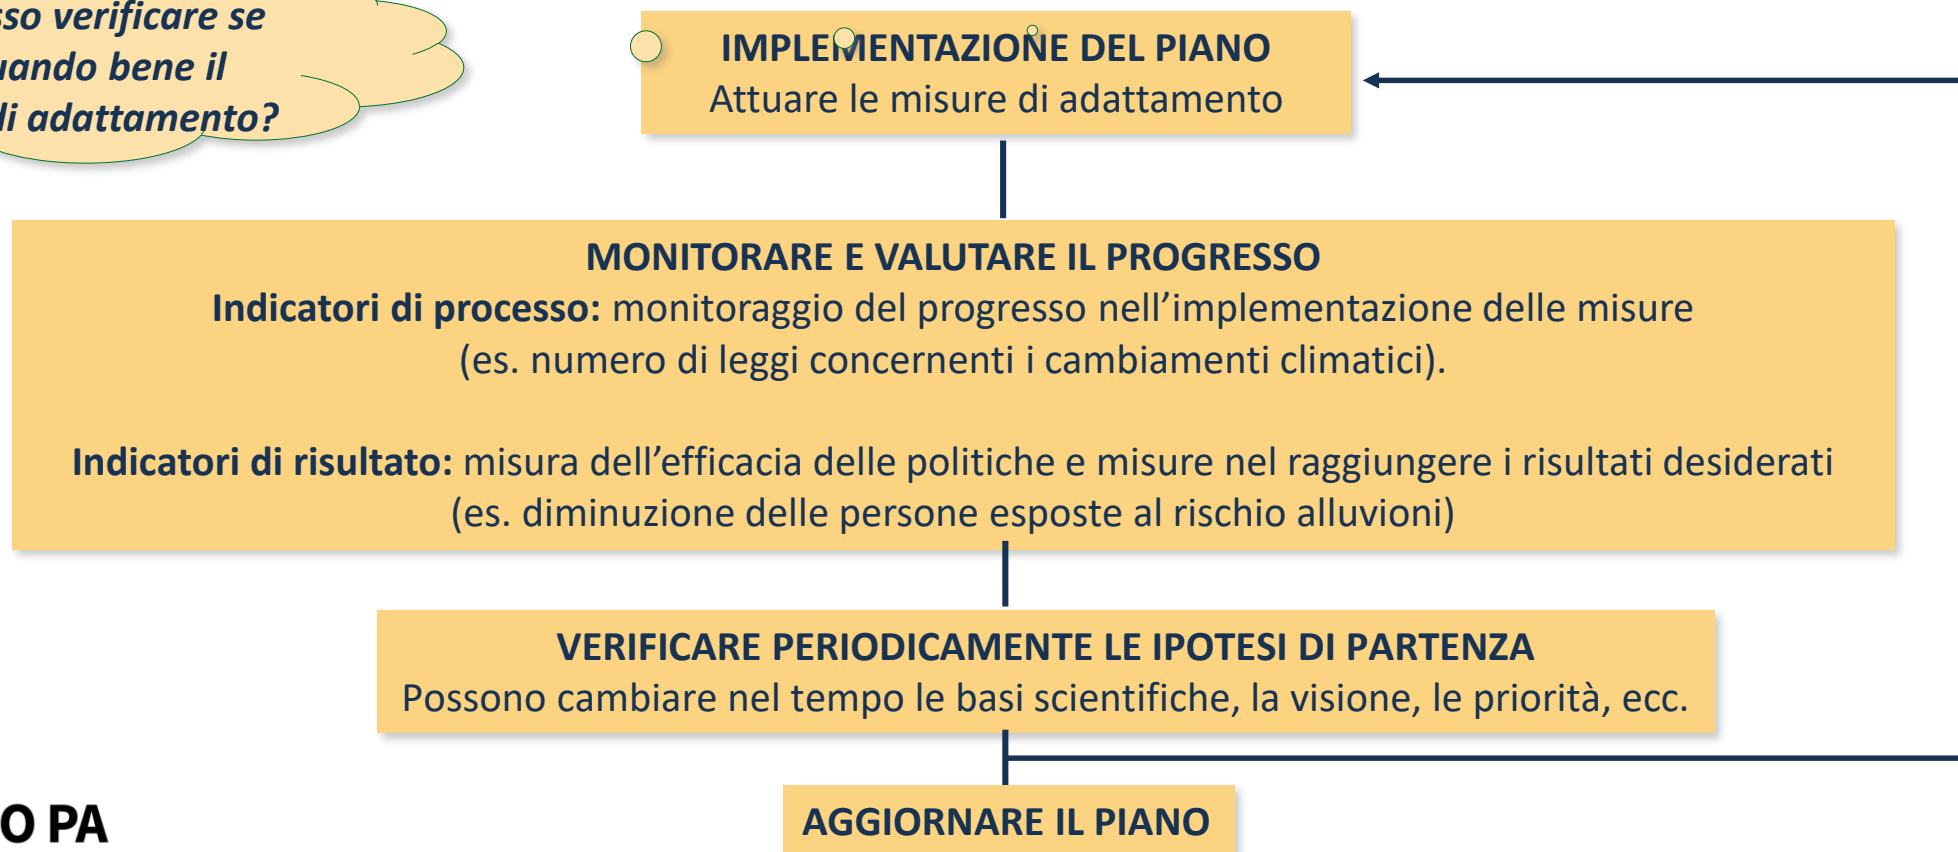 verificare se
bene il
adattamento?
IMPLEMENTAZIONE DEL PIANO
Attuare le misure di adattamento
MONITORARE E VALUTARE IL PROGRESSO
Indicatori di processo: monitoraggio del progresso nell’implementazione delle misure
(es. numero di leggi concernenti i cambiamenti climatici).
Indicatori di risultato: misura dell’efficacia delle politiche e misure nel raggiungere i risultati desiderati
(es. diminuzione delle persone esposte al rischio alluvioni)
VERIFICARE PERIODICAMENTE LE IPOTESI DI PARTENZA
Possono cambiare nel tempo le basi scientifiche, la visione, le priorità, ecc.
AGGIORNARE IL PIANO
PA